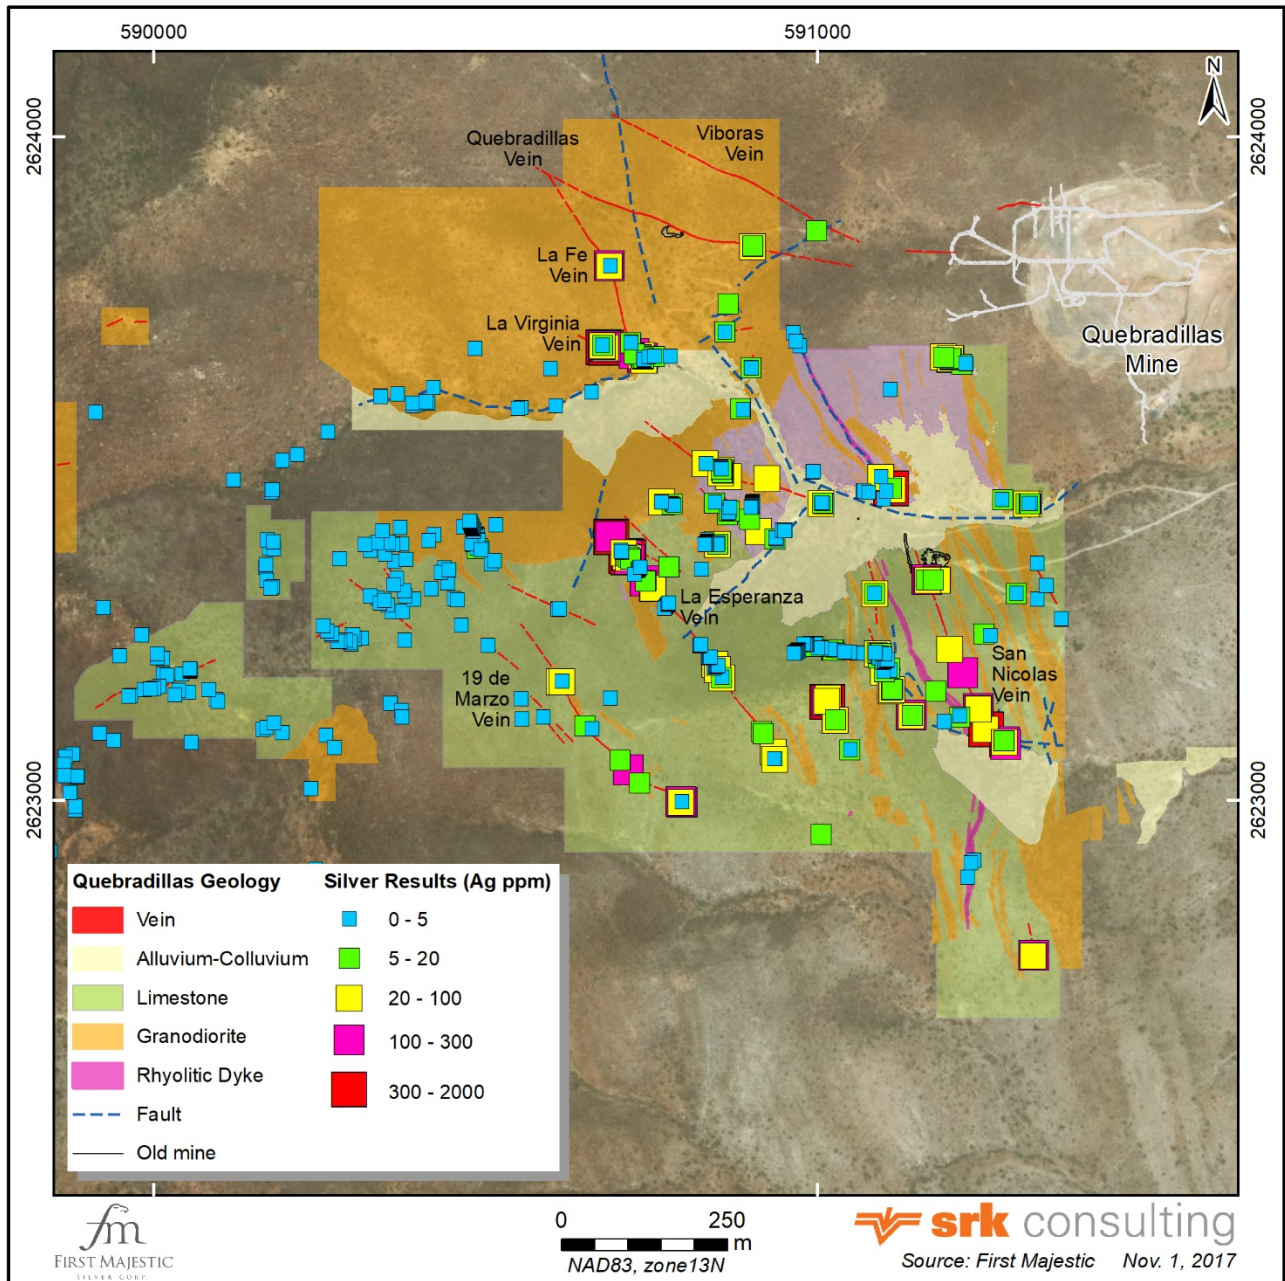 590000
591000
N
2624000
2624000
Quebradillas
Vein
Viboras
Vein
La Fe
Vein
La Virginia
Vein
Quebradillas
Mine
La Esperanza
Vein
19 de
Marzo
Vein
San
Nicolas
Vein
2623000
2623000
Quebradillas Geology
Vein
Alluvium-Colluvium
Limestone
Granodiorite
Rhyolitic Dyke
Fault
Old mine
Silver Results (Ag ppm)
0 - 5
5 - 20
20 - 100
100 - 300
300 - 2000
fm
FIRST MAJESTIC
SILVER CORP.
0 250
m
NAD83, zone13N
srk consulting
Source: First Majestic Nov. 1, 2017